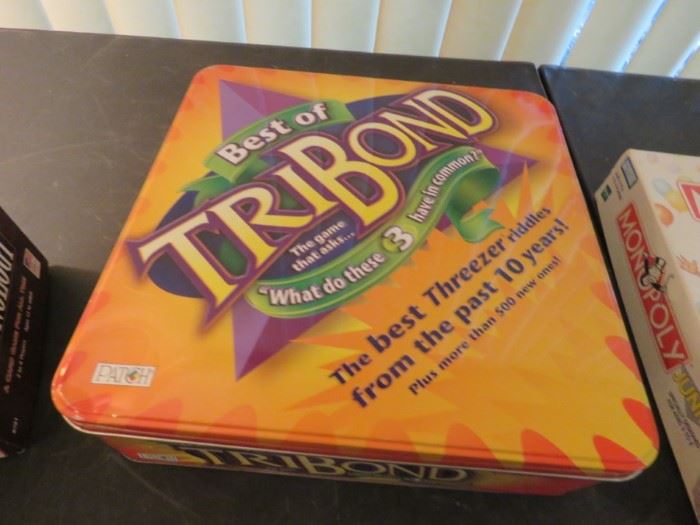 Best of
TRIBOND
The game
that asks...
"What do these 3 have in common?"
The best Threezer riddles
from the past 10 years!
Plus more than 500 new ones!
PATCH
TRIBOND
MONOPOLY